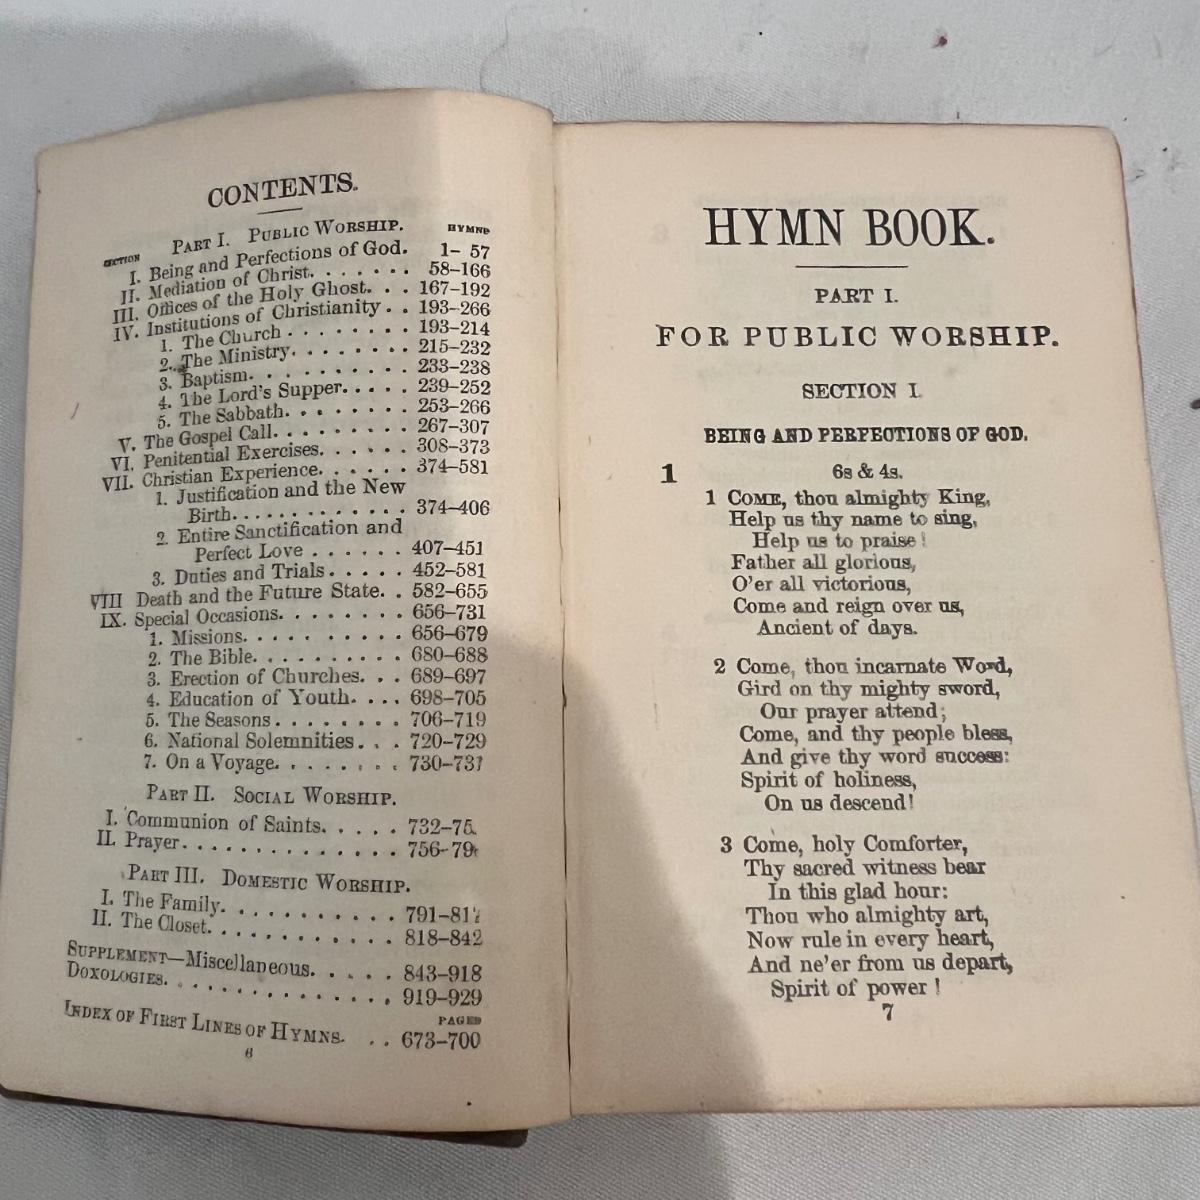 CONTENTS.
PART I. PUBLIC WORSHIP.
SECTION HYMNS
I. Being and Perfections of God. 1– 57
II. Mediation of Christ. . . . . . . 58–166
III. Offices of the Holy Ghost. . . 167–192
IV. Institutions of Christianity . . 193–266
1. The Church . . . . . . . . 193–214
2. The Ministry. . . . . . . . 215–232
3. Baptism. . . . . . . . . . 233–238
4. The Lord's Supper. . . . . 239–252
5. The Sabbath. . . . . . . . 253–266
V. The Gospel Call. . . . . . . . . 267–307
VI. Penitential Exercises. . . . . . 308–373
VII. Christian Experience. . . . . . 374–581
1. Justification and the New
Birth. . . . . . . . . . . . . 374–406
2. Entire Sanctification and
Perfect Love . . . . . . 407–451
3. Duties and Trials . . . . . 452–581
VIII Death and the Future State. . 582–655
IX. Special Occasions. . . . . . . . 656–731
1. Missions. . . . . . . . . . 656–679
2. The Bible. . . . . . . . . . 680–688
3. Erection of Churches. . . 689–697
4. Education of Youth. . . . 698–705
5. The Seasons . . . . . . . . 706–719
6. National Solemnities . . . 720–729
7. On a Voyage. . . . . . . . 730–731
PART II. SOCIAL WORSHIP.
I. Communion of Saints. . . . . 732–75
II. Prayer. . . . . . . . . . . . . . . 756–79
PART III. DOMESTIC WORSHIP.
I. The Family. . . . . . . . . . . 791–817
II. The Closet. . . . . . . . . . . . 818–842
SUPPLEMENT—Miscellaneous. . . . . 843–918
DOXOLOGIES. . . . . . . . . . . . . . . 919–929
PAGES
INDEX OF FIRST LINES OF HYMNS. . . 673–700
6
HYMN BOOK.
PART I.
FOR PUBLIC WORSHIP.
SECTION I.
BEING AND PERFECTIONS OF GOD.
1 6s & 4s.
1 COME, thou almighty King,
Help us thy name to sing,
Help us to praise!
Father all glorious,
O'er all victorious,
Come and reign over us,
Ancient of days.
2 Come, thou incarnate Word,
Gird on thy mighty sword,
Our prayer attend;
Come, and thy people bless,
And give thy word success:
Spirit of holiness,
On us descend!
3 Come, holy Comforter,
Thy sacred witness bear
In this glad hour:
Thou who almighty art,
Now rule in every heart,
And ne'er from us depart,
Spirit of power!
7